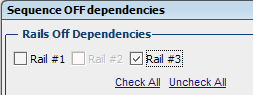 Sequence OFF dependencies
Rails Off Dependencies
Rail #1 Rail #2 Rail #3
Check All Uncheck All